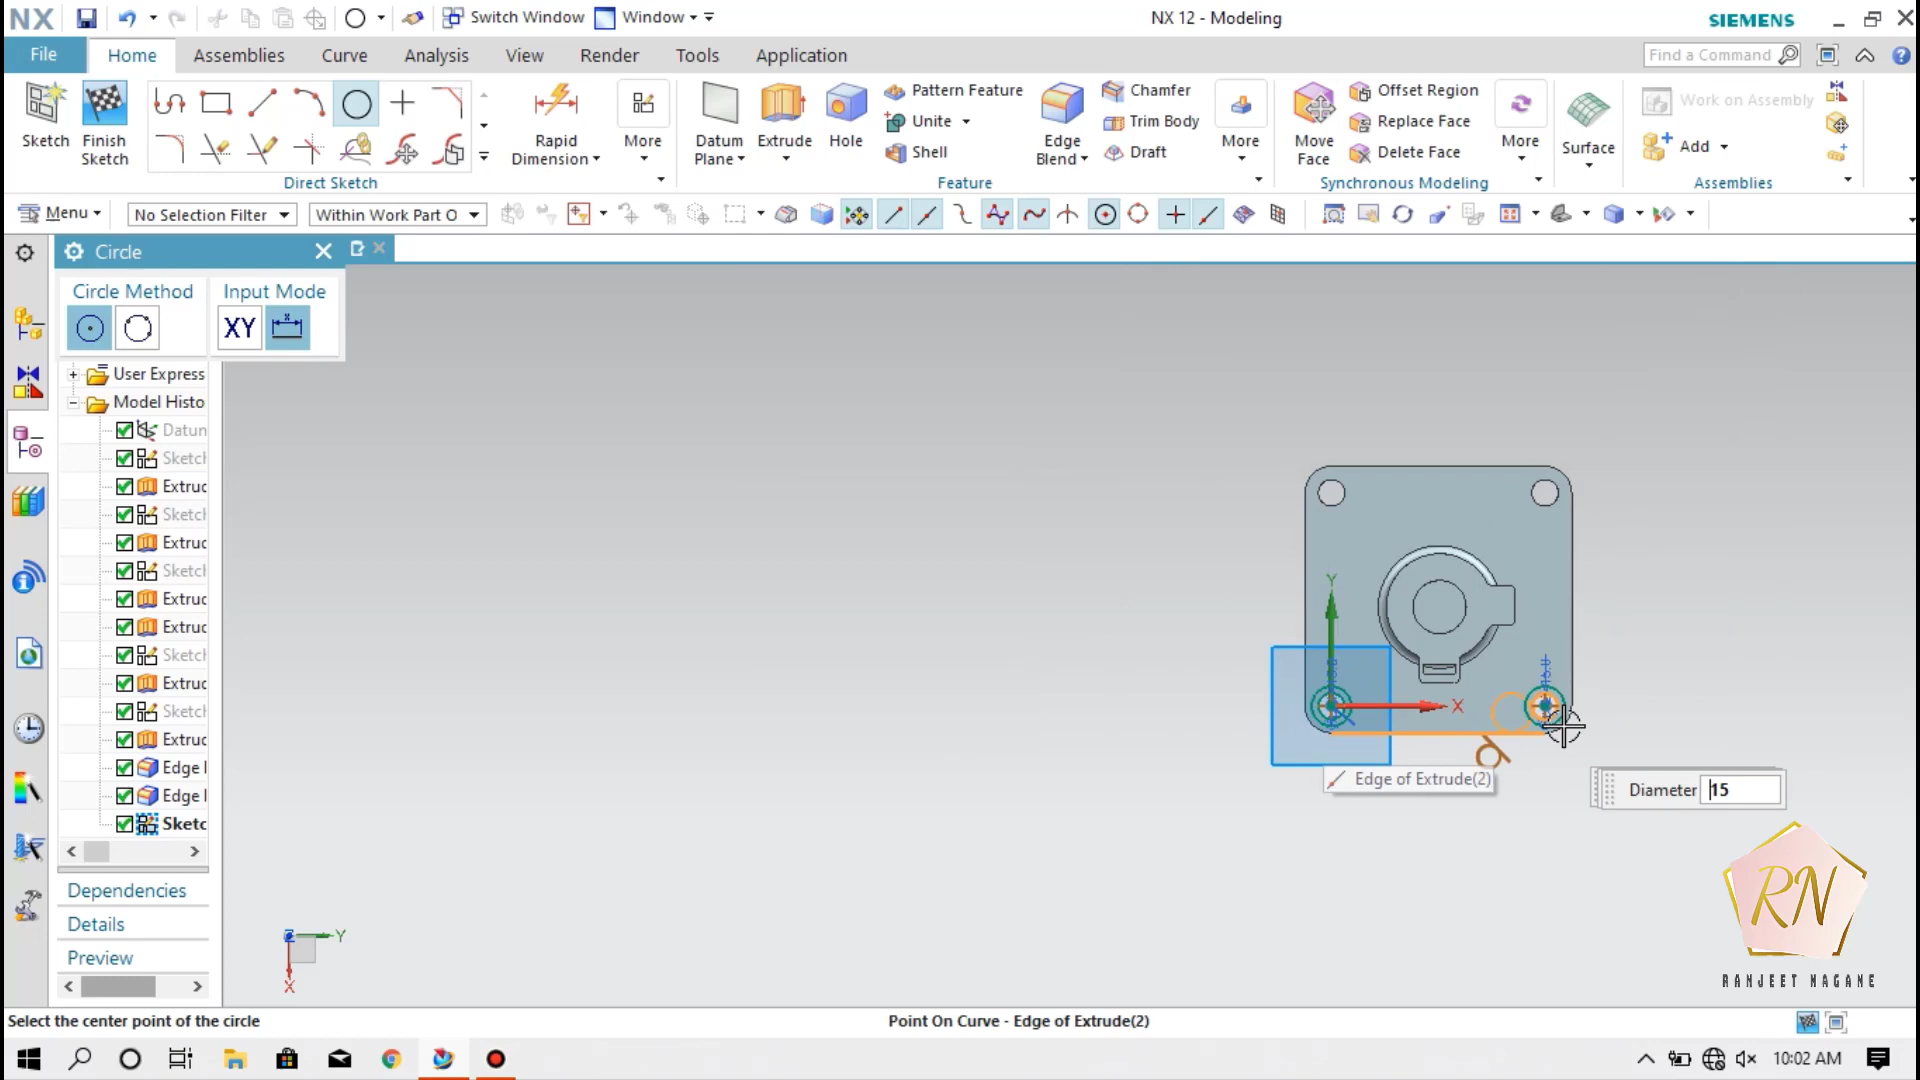 NX
Switch Window
Window
NX 12 - Modeling
SIEMENS
File
Home
Assemblies
Curve
Analysis
View
Render
Tools
Application
Find a Command
Sketch
Finish
Sketch
Rapid
Dimension
More
Direct Sketch
Datum
Plane
Extrude
Hole
Pattern Feature
Unite
Shell
Edge
Blend
Chamfer
Trim Body
Draft
More
Feature
Move
Face
Offset Region
Replace Face
Delete Face
More
Synchronous Modeling
Surface
Work on Assembly
Add
Assemblies
Menu
No Selection Filter
Within Work Part O
Circle
Circle Method
Input Mode
XY
User Express
Model Histo
Datun
Sketch
Extruc
Sketch
Extruc
Sketch
Extruc
Extruc
Sketch
Extruc
Sketch
Extruc
Edge I
Edge I
Sketc
Dependencies
Details
Preview
Y
X
Edge of Extrude(2)
Diameter 15
Y
X
RN
RANJEET NAGANE
Select the center point of the circle
Point On Curve - Edge of Extrude(2)
10:02 AM